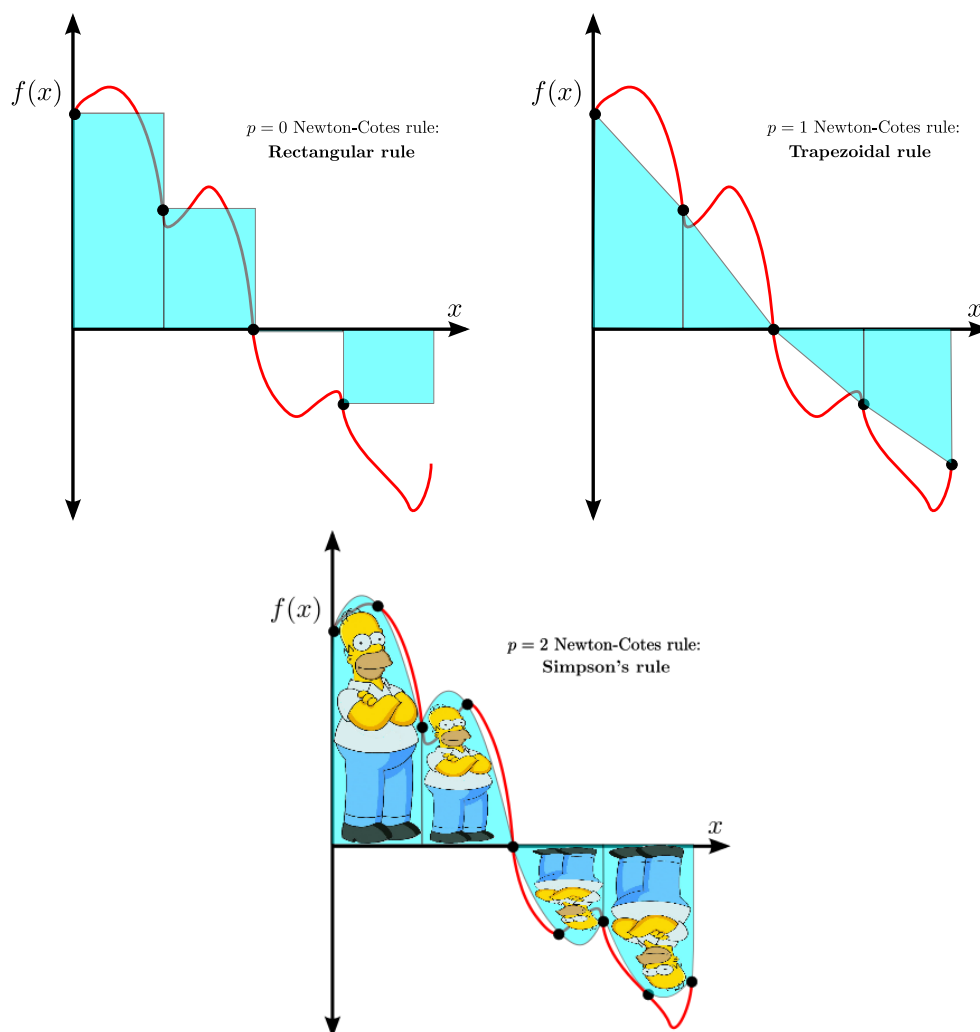 f(x)
p = 0 Newton-Cotes rule:
Rectangular rule
x
f(x)
p = 1 Newton-Cotes rule:
Trapezoidal rule
x
f(x)
p = 2 Newton-Cotes rule:
Simpson's rule
x